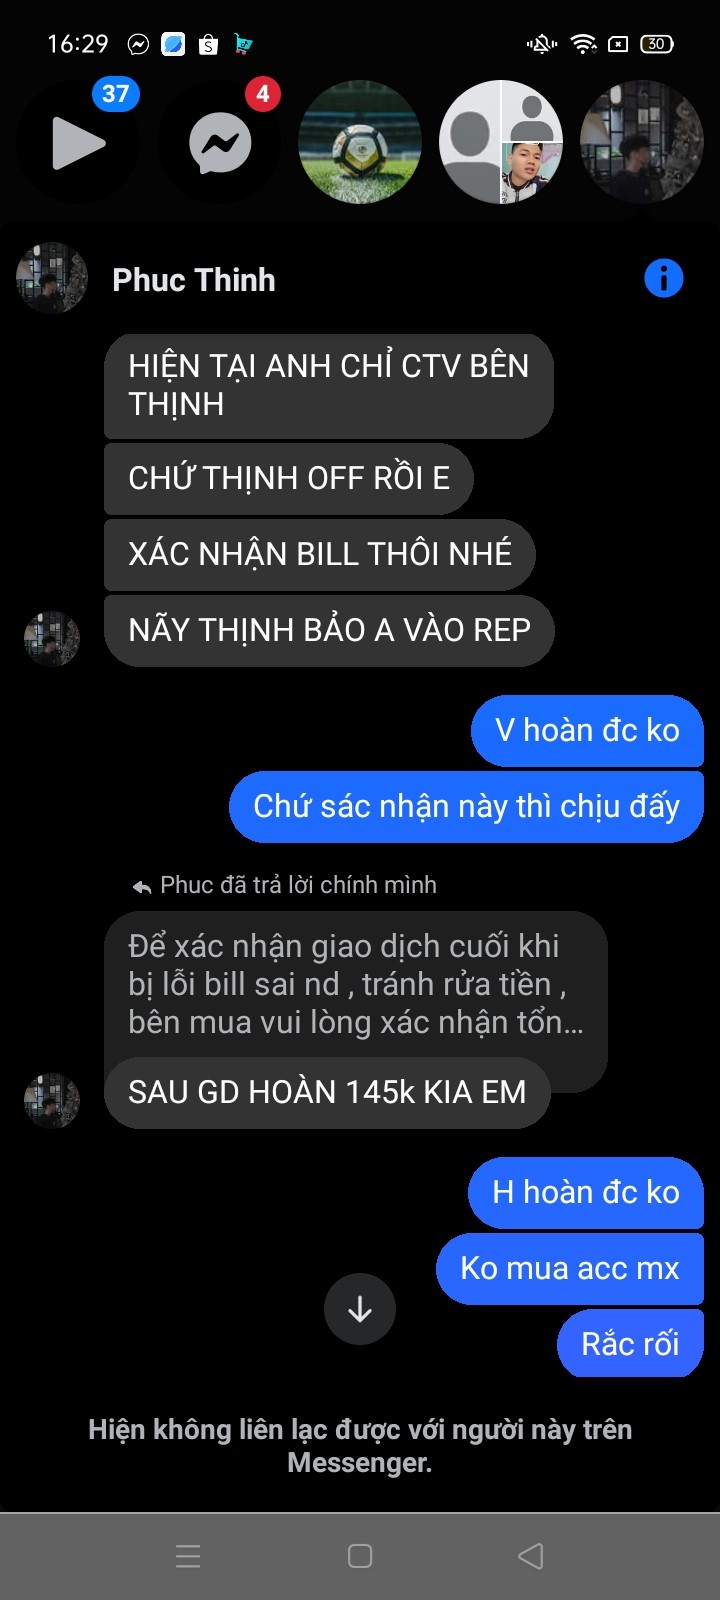 16:29
30
37
4
Phuc Thinh
HIỆN TẠI ANH CHỈ CTV BÊN
THỊNH
CHỨ THỊNH OFF RỒI E
XÁC NHẬN BILL THÔI NHÉ
NÃY THỊNH BẢO A VÀO REP
V hoàn đc ko
Chứ sác nhận này thì chịu đấy
Phuc đã trả lời chính mình
Để xác nhận giao dịch cuối khi
bị lỗi bill sai nd , tránh rửa tiền ,
bên mua vui lòng xác nhận tổn...
SAU GD HOÀN 145k KIA EM
H hoàn đc ko
Ko mua acc mx
Rắc rối
Hiện không liên lạc được với người này trên
Messenger.